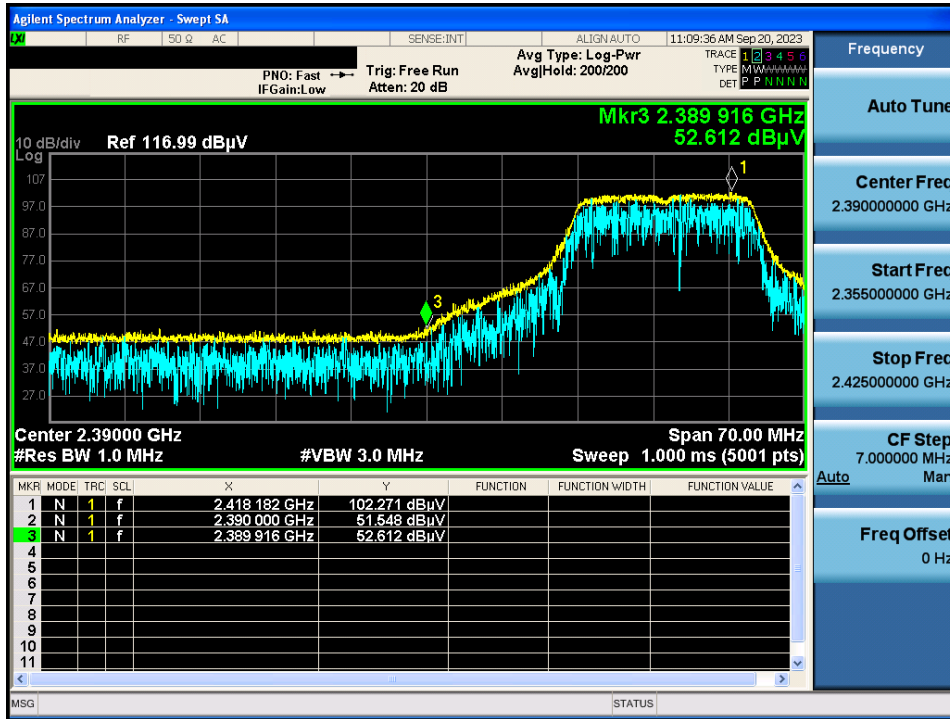 Agilent Spectrum Analyzer - Swept SA
LXI RF 50 Ω AC SENSE:INT ALIGN AUTO 11:09:36 AM Sep 20, 2023
PNO: Fast IFGain:Low Trig: Free Run Atten: 20 dB Avg Type: Log-Pwr Avg|Hold: 200/200
TRACE 1 2 3 4 5 6
TYPE M W W W W W
DET P P N N N N
Mkr3 2.389 916 GHz
52.612 dBµV
10 dB/div Ref 116.99 dBµV
Log
107
97.0
87.0
77.0
67.0
57.0
47.0
37.0
27.0
1
3
Center 2.39000 GHz Span 70.00 MHz
#Res BW 1.0 MHz #VBW 3.0 MHz Sweep 1.000 ms (5001 pts)
MKR MODE TRC SCL X Y FUNCTION FUNCTION WIDTH FUNCTION VALUE
1 N 1 f 2.418 182 GHz 102.271 dBµV
2 N 1 f 2.390 000 GHz 51.548 dBµV
3 N 1 f 2.389 916 GHz 52.612 dBµV
4
5
6
7
8
9
10
11
MSG STATUS
Frequency
Auto Tune
Center Freq
2.390000000 GHz
Start Freq
2.355000000 GHz
Stop Freq
2.425000000 GHz
CF Step
7.000000 MHz
Auto Man
Freq Offset
0 Hz